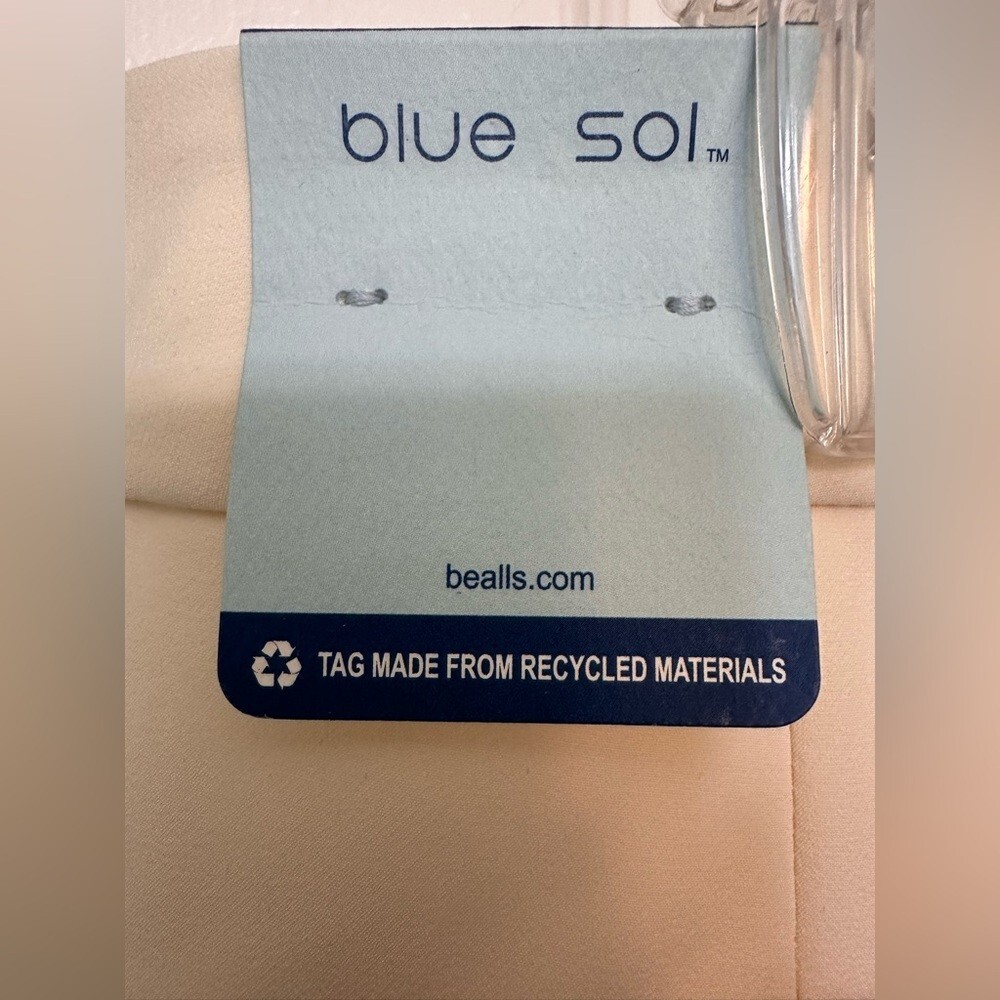 blue sol™
bealls.com
TAG MADE FROM RECYCLED MATERIALS